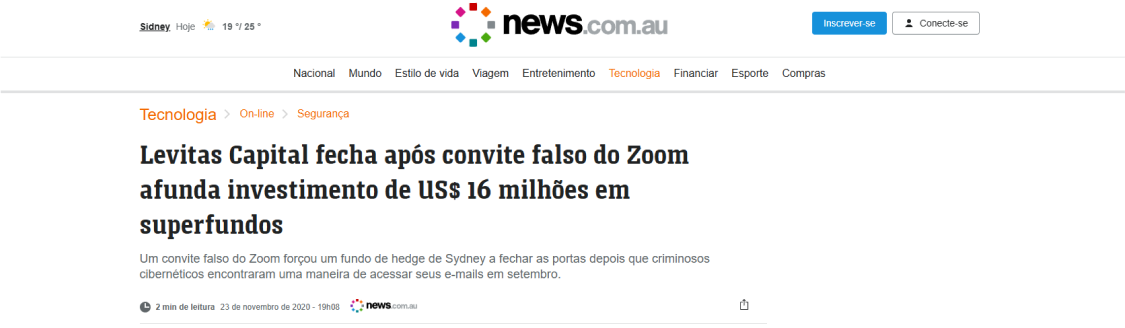 Sidney Hoje 19 °/ 25 °
news.com.au
Inscrever-se
Conecte-se
Nacional Mundo Estilo de vida Viagem Entretenimento Tecnologia Financiar Esporte Compras
Tecnologia On-line Segurança
Levitas Capital fecha após convite falso do Zoom
afunda investimento de US$ 16 milhões em
superfundos
Um convite falso do Zoom forçou um fundo de hedge de Sydney a fechar as portas depois que criminosos
cibernéticos encontraram uma maneira de acessar seus e-mails em setembro.
2 min de leitura 23 de novembro de 2020 - 19h08 news.com.au